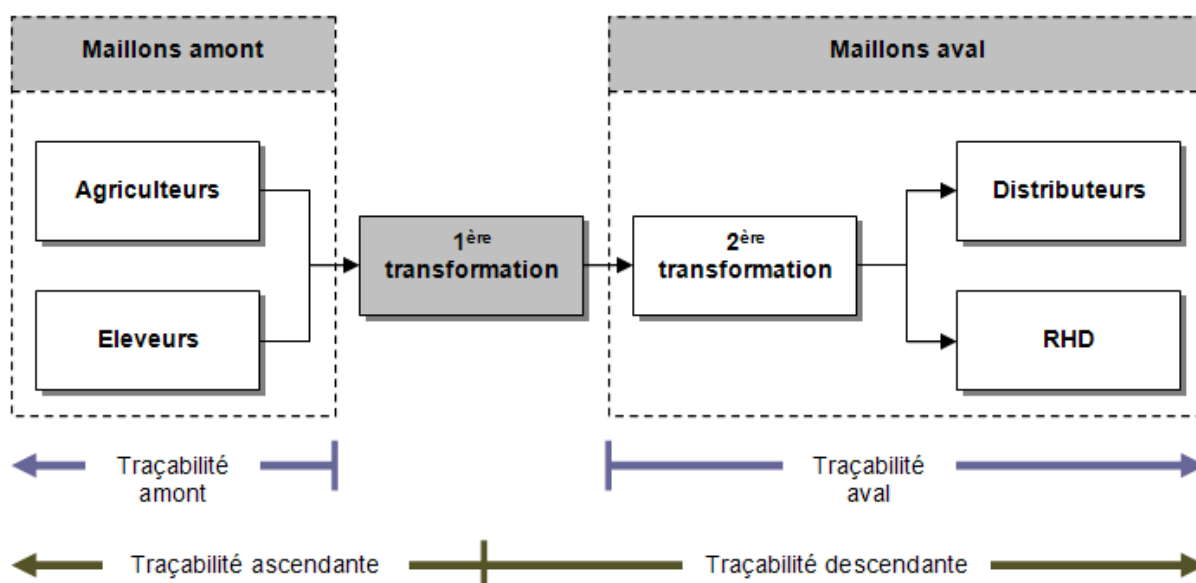 Maillons amont
Maillons aval
Agriculteurs
Distributeurs
1ère
transformation
2ère
transformation
Eleveurs
RHD
Traçabilité
amont
Traçabilité
aval
Traçabilité ascendante
Traçabilité descendante